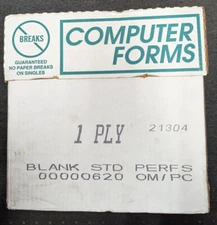 BREAKS
GUARANTEED
NO PAPER BREAKS
ON SINGLES
COMPUTER
FORMS
1 PLY 21304
BLANK STD PERFS
00000620 OM/PC